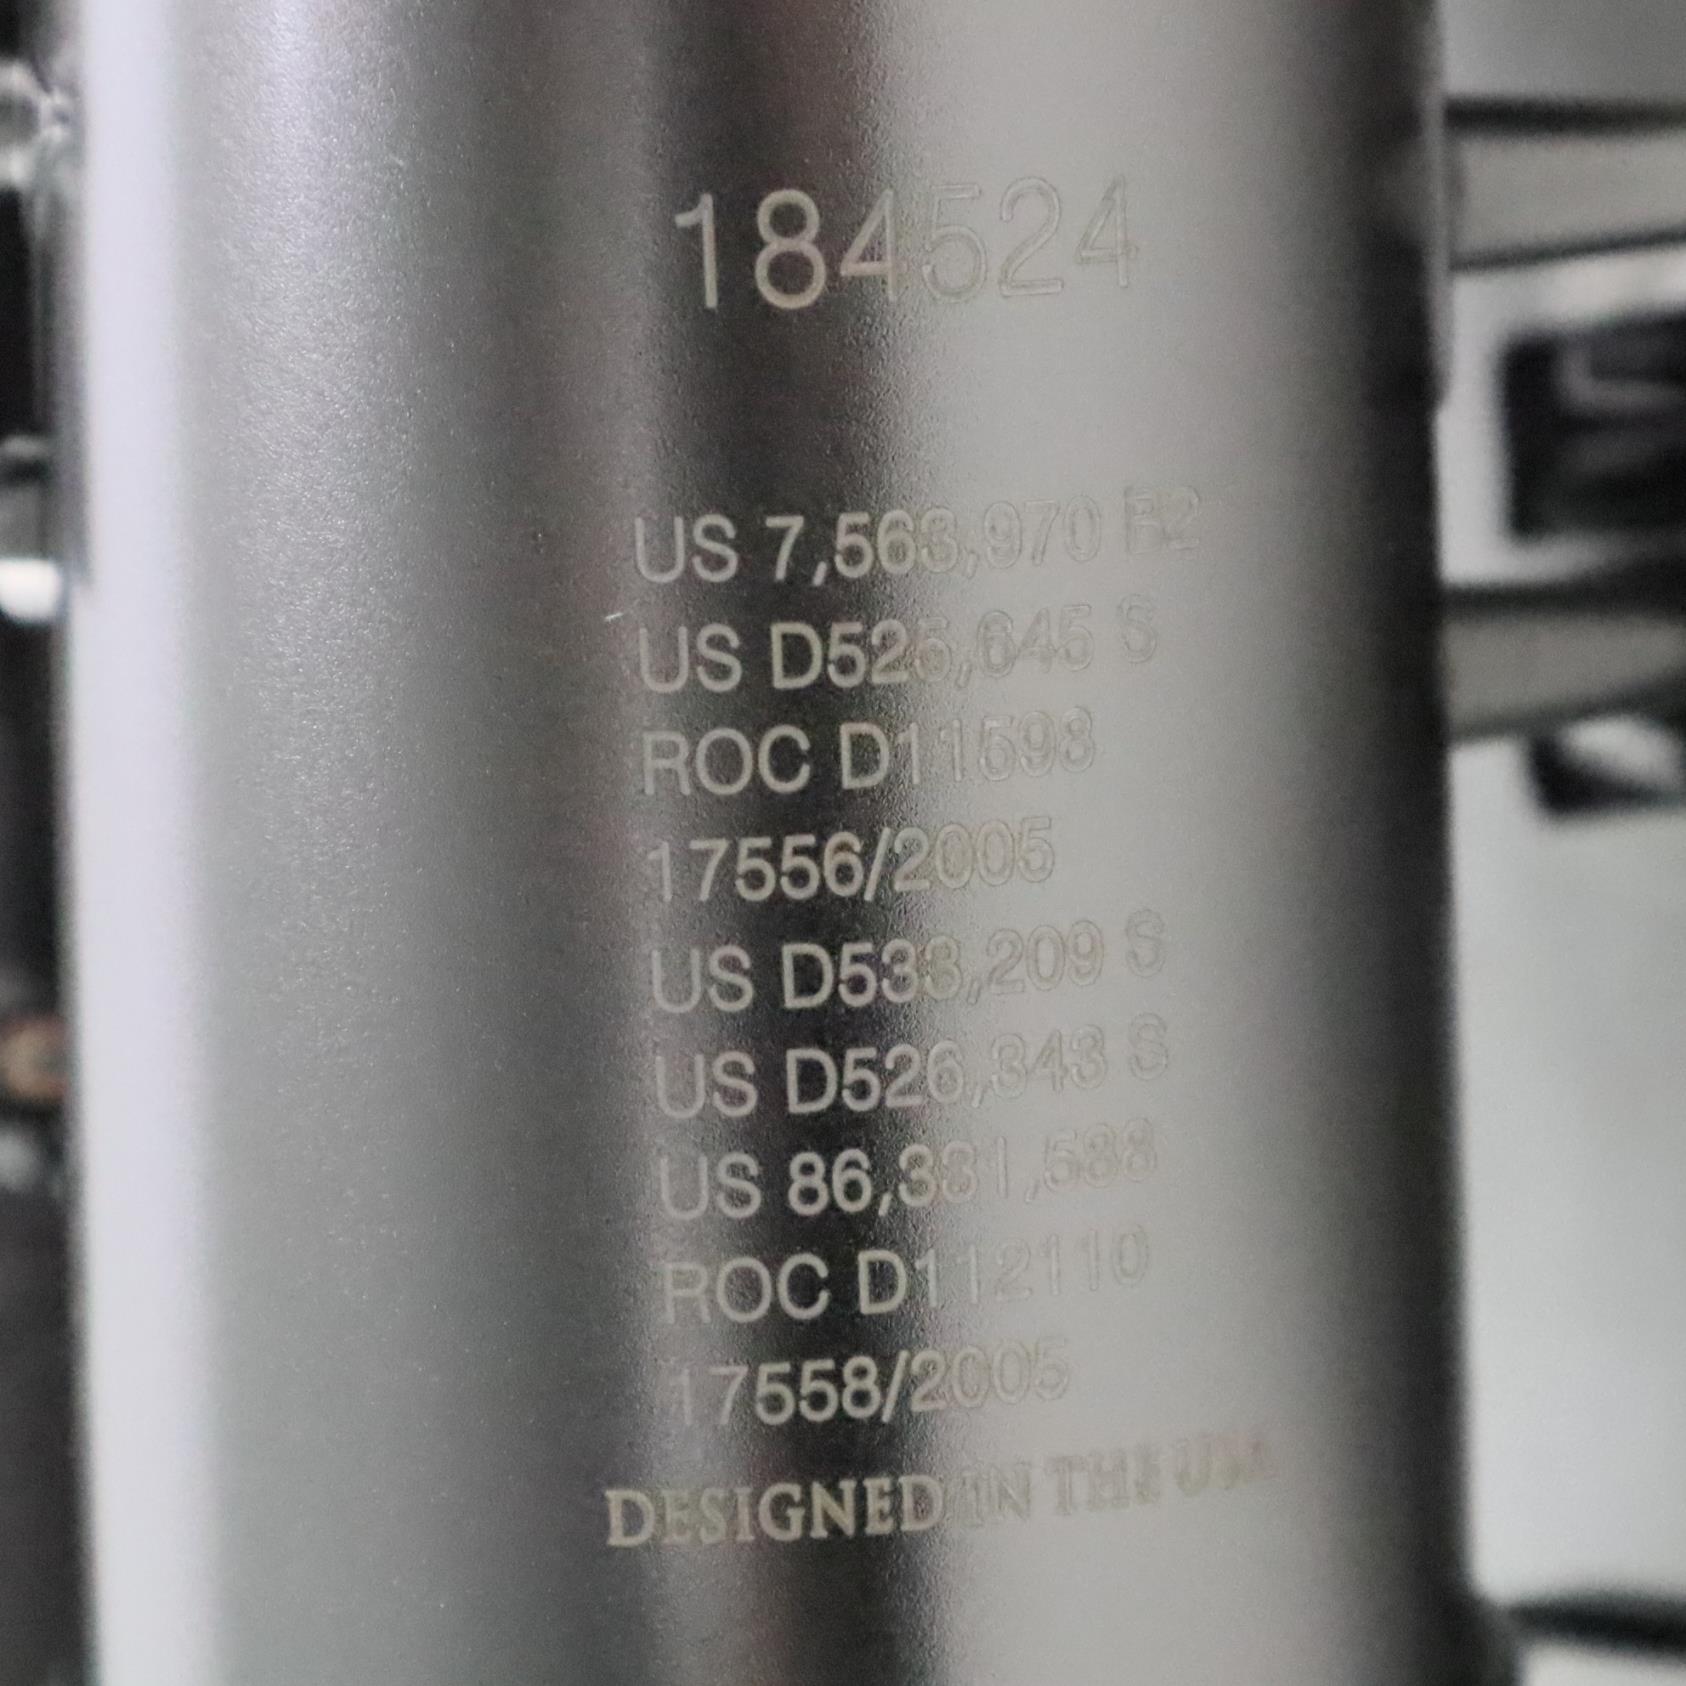 184524
US 7,563,970 B2
US D525,645 S
ROC D11598
17556/2005
US D533,209 S
US D526,343 S
US 86,381,588
ROC D112110
17558/2005
DESIGNED IN THE USA